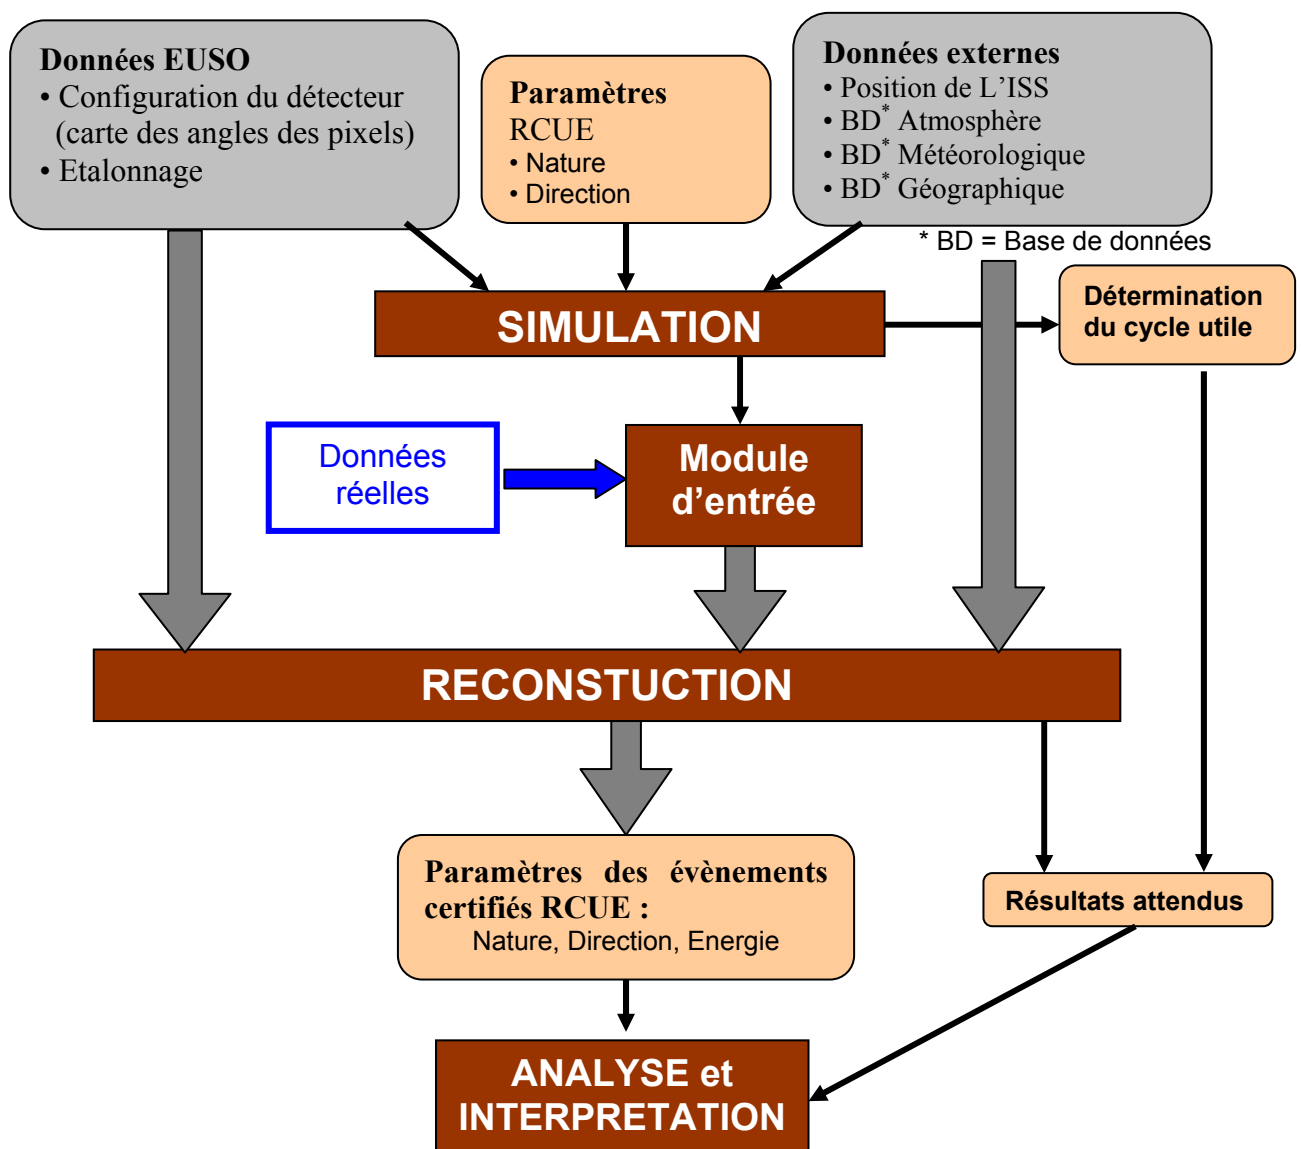 Données EUSO
• Configuration du détecteur
(carte des angles des pixels)
• Etalonnage
Paramètres
RCUE
• Nature
• Direction
Données externes
• Position de L'ISS
• BD* Atmosphère
• BD* Météorologique
• BD* Géographique
* BD = Base de données
SIMULATION
Détermination
du cycle utile
Données
réelles
Module
d'entrée
RECONSTUCTION
Paramètres des évènements
certifiés RCUE :
Nature, Direction, Energie
Résultats attendus
ANALYSE et
INTERPRETATION